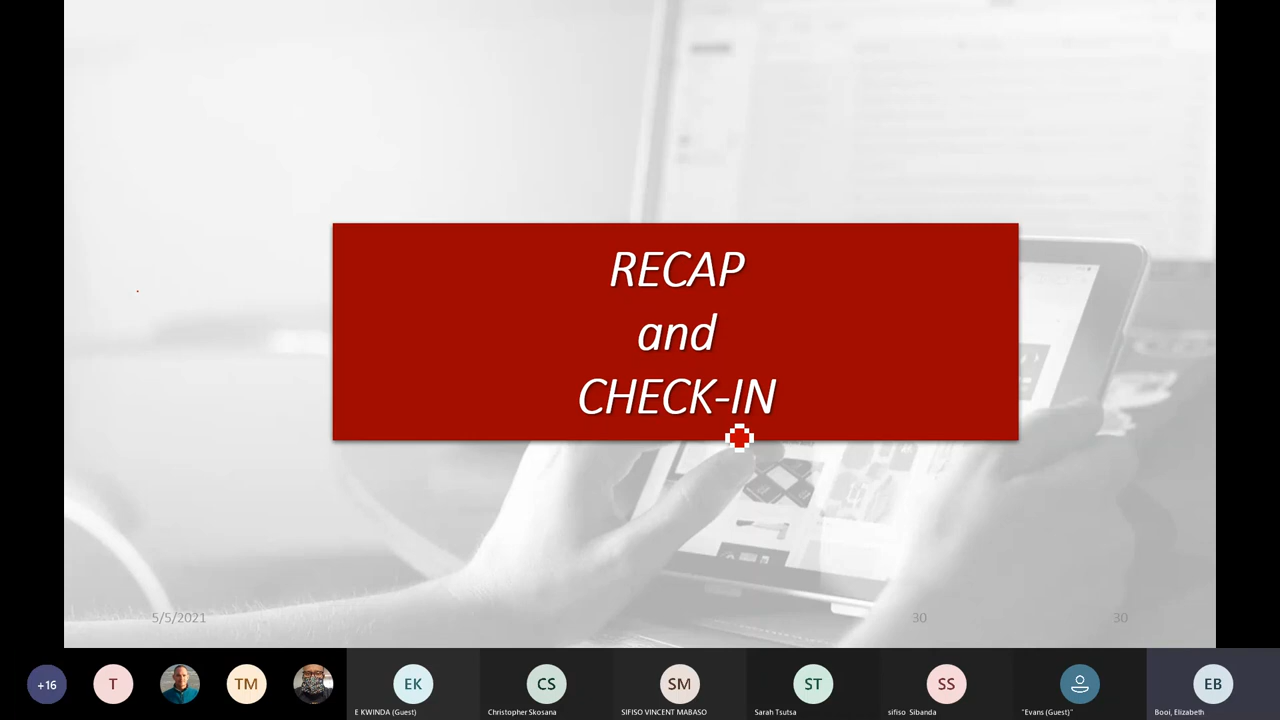 RECAP
and
CHECK-IN
5/5/2021
30
30
+16
T
TM
EK
CS
SM
ST
SS
EB
E KWINDA (Guest)
Christopher Skosana
SIFISO VINCENT MABASO
Sarah Tsutsa
sifiso Sibanda
"Evans (Guest)"
Booi, Elizabeth